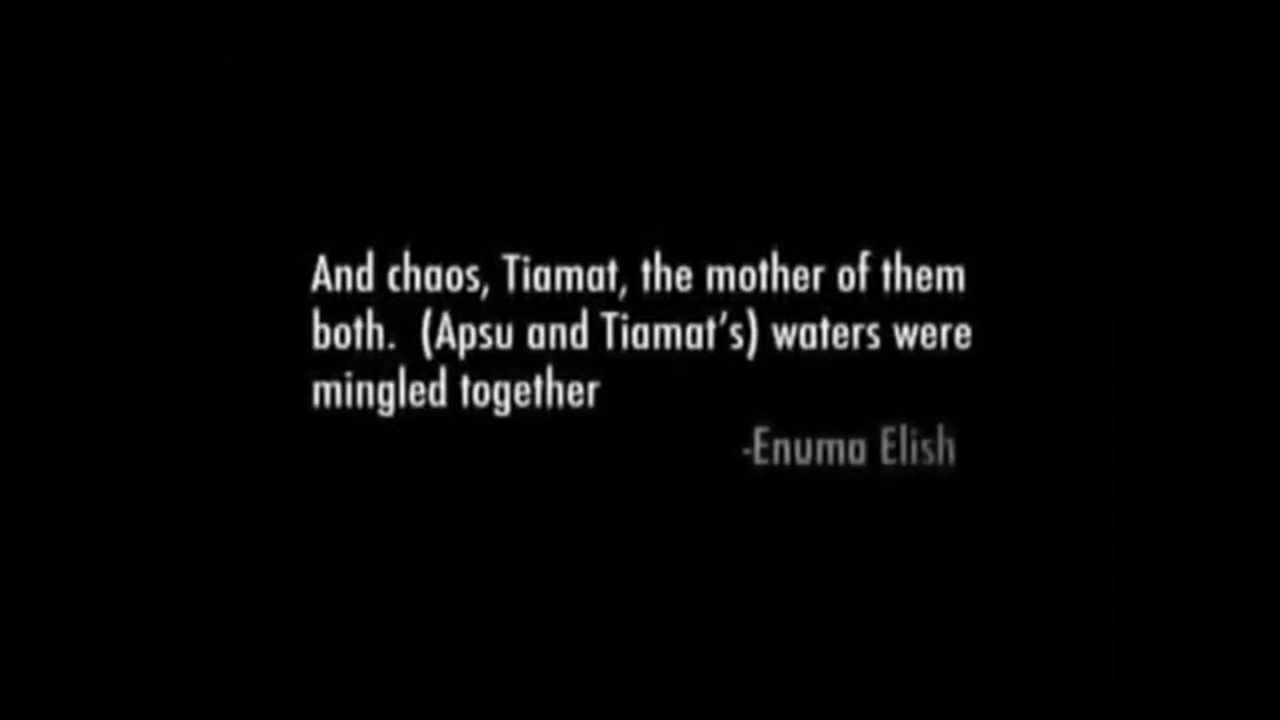 And chaos, Tiamat, the mother of them
both. (Apsu and Tiamat's) waters were
mingled together
-Enuma Elish